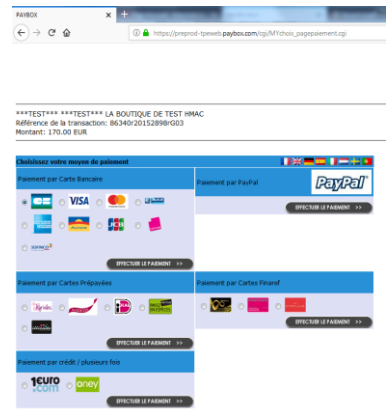 PAYBOX
https://preprod-tpeweb.paybox.com/cgi/MYchoix_pagepaiement.cgi
***TEST*** ***TEST*** LA BOUTIQUE DE TEST HMAC
Référence de la transaction: 86340r20152898rG03
Montant: 170.00 EUR
Choisissez votre moyen de paiement
Paiement par Carte Bancaire
Paiement par PayPal
PayPal
VISA
JCB
EFFECTUER LE PAIEMENT >>
SOFINCO
EFFECTUER LE PAIEMENT >>
Paiement par Cartes Prépayées
Paiement par Cartes Finaref
EFFECTUER LE PAIEMENT >>
EFFECTUER LE PAIEMENT >>
Paiement par crédit / plusieurs fois
1euro.com
oney
EFFECTUER LE PAIEMENT >>